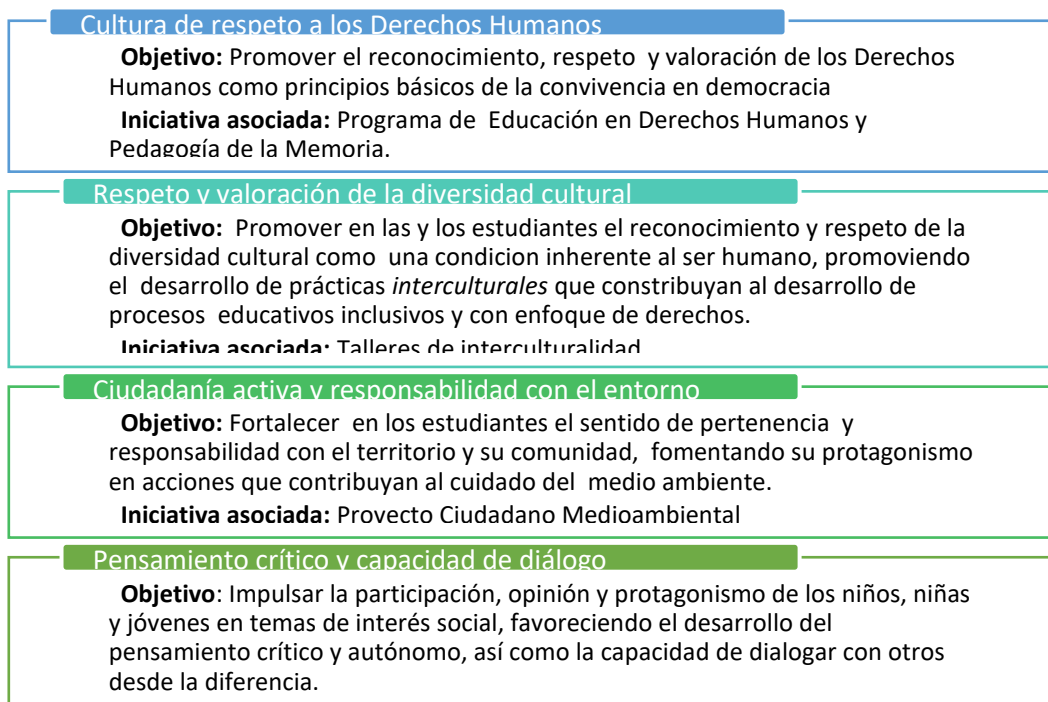 Cultura de respeto a los Derechos Humanos
Objetivo: Promover el reconocimiento, respeto y valoración de los Derechos
Humanos como principios básicos de la convivencia en democracia
Iniciativa asociada: Programa de Educación en Derechos Humanos y
Pedagogía de la Memoria.
Respeto y valoración de la diversidad cultural
Objetivo: Promover en las y los estudiantes el reconocimiento y respeto de la
diversidad cultural como una condicion inherente al ser humano, promoviendo
el desarrollo de prácticas interculturales que constribuyan al desarrollo de
procesos educativos inclusivos y con enfoque de derechos.
Iniciativa asociada: Talleres de interculturalidad
Ciudadanía activa y responsabilidad con el entorno
Objetivo: Fortalecer en los estudiantes el sentido de pertenencia y
responsabilidad con el territorio y su comunidad, fomentando su protagonismo
en acciones que contribuyan al cuidado del medio ambiente.
Iniciativa asociada: Proyecto Ciudadano Medioambiental
Pensamiento crítico y capacidad de diálogo
Objetivo: Impulsar la participación, opinión y protagonismo de los niños, niñas
y jóvenes en temas de interés social, favoreciendo el desarrollo del
pensamiento crítico y autónomo, así como la capacidad de dialogar con otros
desde la diferencia.